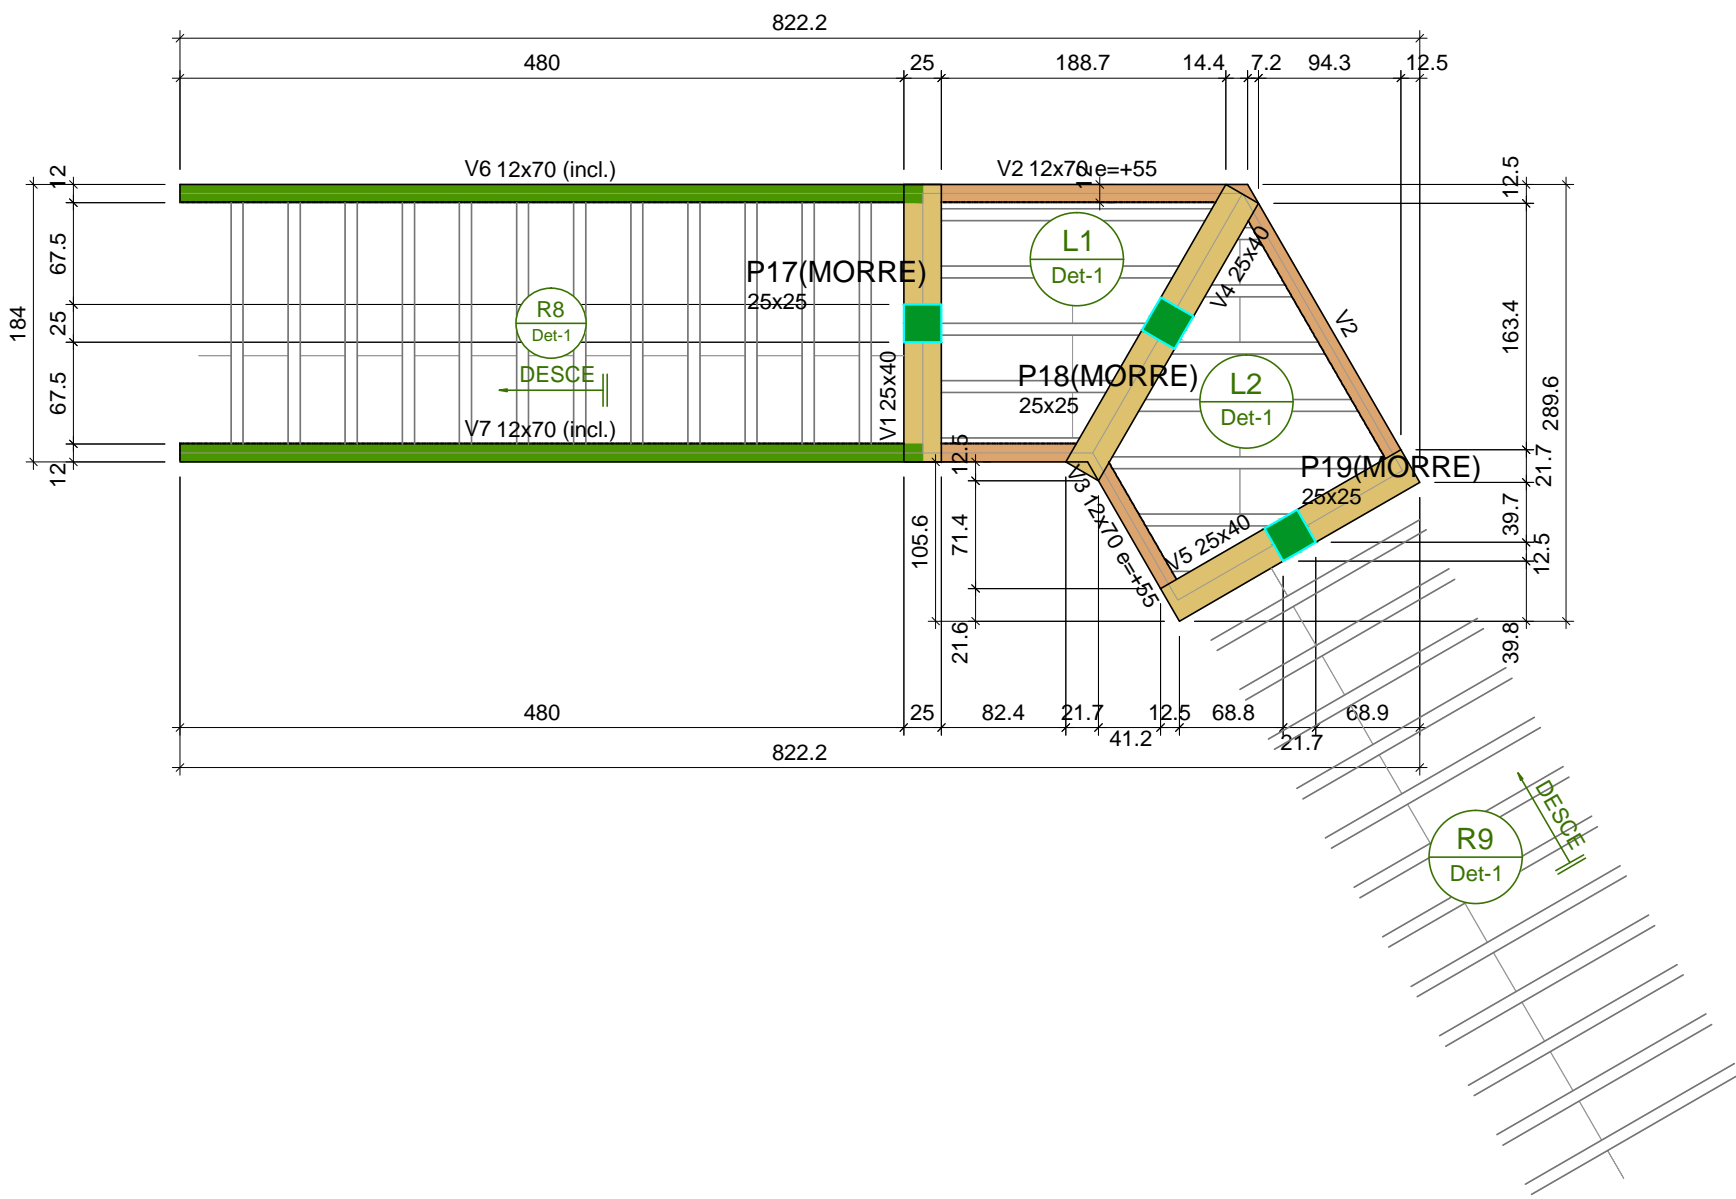 822.2
480
25
188.7
14.4
7.2
94.3
12.5
V6 12x70 (incl.)
V2 12x70 e=+55
12
12
67.5
25
67.5
12
184
P17(MORRE)
25x25
R8
Det-1
DESCE
V7 12x70 (incl.)
V1 25x40
L1
Det-1
V4 25x40
V2
P18(MORRE)
25x25
L2
Det-1
P19(MORRE)
25x25
V3 12x70 e=+55
V5 25x40
12.5
163.4
289.6
21.7
39.7
12.5
39.8
12.5
71.4
105.6
21.6
480
25
82.4
21.7
41.2
12.5
68.8
21.7
68.9
822.2
DESCE
R9
Det-1